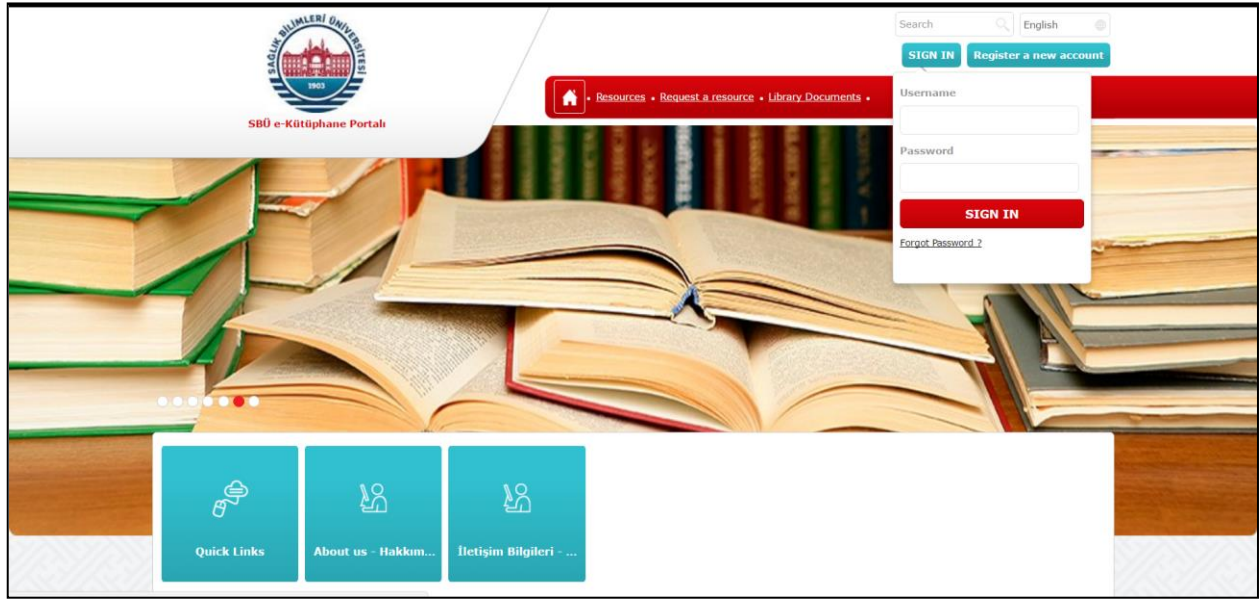 SAĞLIK BİLİMLERİ ÜNİVERSİTESİ
1903
SBÜ e-Kütüphane Portalı
Search
English
SIGN IN
Register a new account
Resources • Request a resource • Library Documents •
Username
Password
SIGN IN
Forgot Password ?
Quick Links
About us - Hakkım...
İletişim Bilgileri - ...